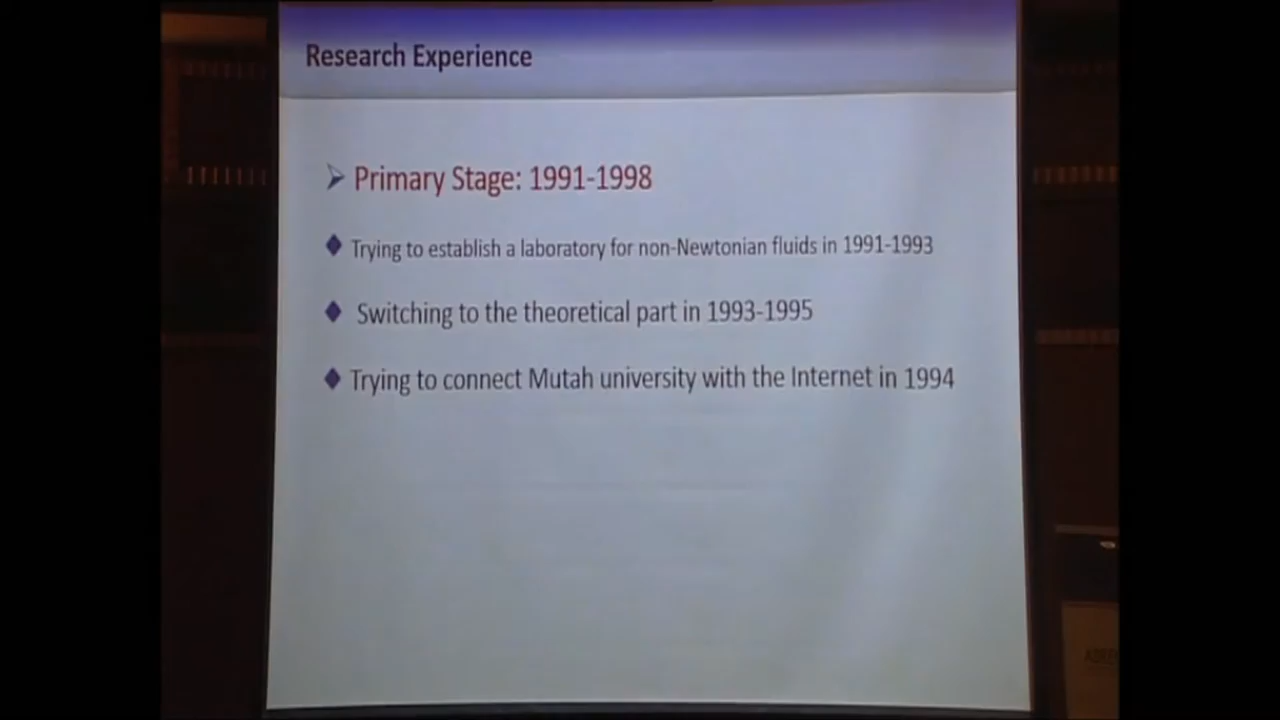 Research Experience
Primary Stage: 1991-1998
Trying to establish a laboratory for non-Newtonian fluids in 1991-1993
Switching to the theoretical part in 1993-1995
Trying to connect Mutah university with the Internet in 1994